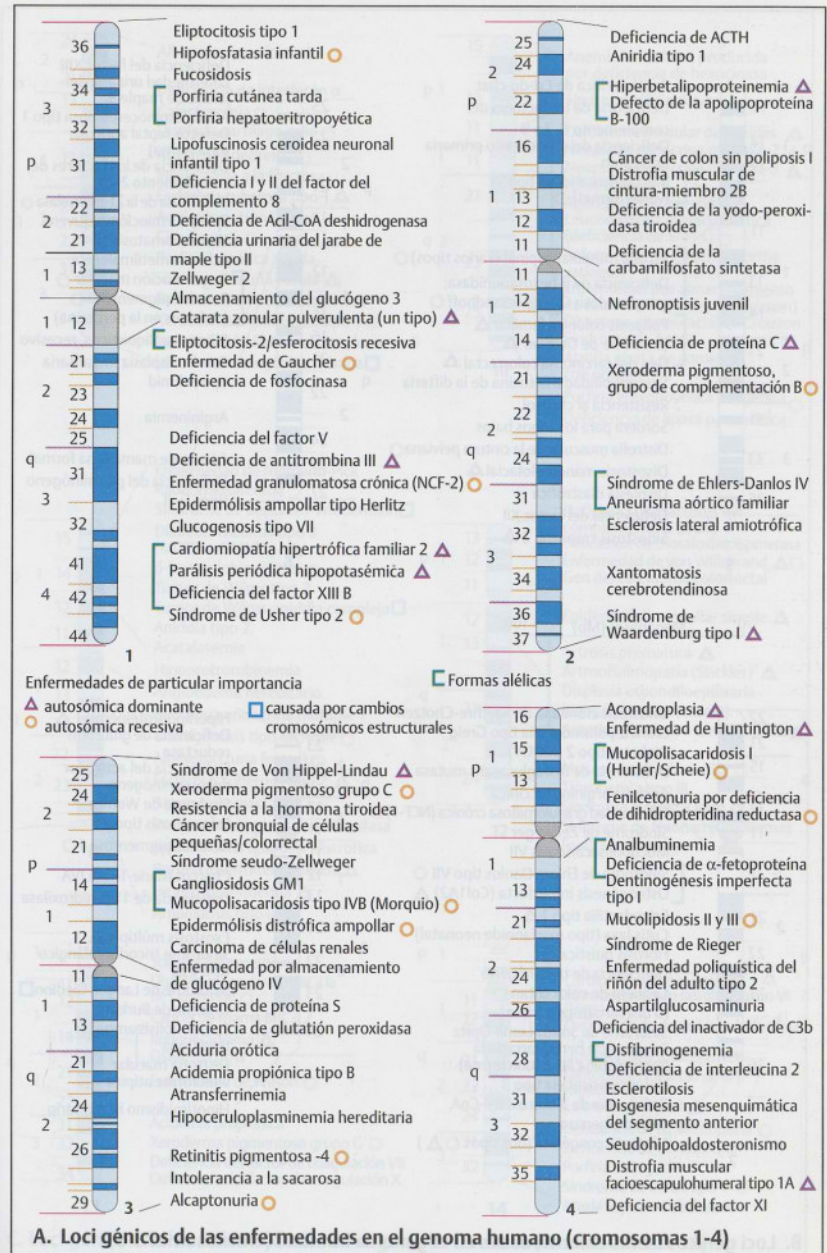 Eliptocitosis tipo 1
36
Hipofosfatasia infantil
Fucosidosis
34
Porfiria cutánea tarda
3
Porfiria hepatoeritropoyética
32
Lipofuscinosis ceroidea neuronal
infantil tipo 1
p
31
Deficiencia I y II del factor del
complemento 8
22
Deficiencia de Acil-CoA deshidrogenasa
2
21
Deficiencia urinaria del jarabe de
maple tipo II
1
13
Zellweger 2
Almacenamiento del glucógeno 3
1
12
Catarata zonular pulverulenta (un tipo)
Eliptocitosis-2/esferocitosis recesiva
21
Enfermedad de Gaucher
Deficiencia de fosfocinasa
2
23
24
25
Deficiencia del factor V
q
Deficiencia de antitrombina III
31
Enfermedad granulomatosa crónica (NCF-2)
3
Epidermólisis ampollar tipo Herlitz
32
Glucogenosis tipo VII
Cardiomiopatía hipertrófica familiar 2
41
Parálisis periódica hipopotasémica
4
42
Deficiencia del factor XIII B
Síndrome de Usher tipo 2
44
1
Deficiencia de ACTH
25
Aniridia tipo 1
24
2
Hiperbetalipoproteinemia
p
22
Defecto de la apolipoproteína
B-100
16
Cáncer de colon sin poliposis I
Distrofia muscular de
cintura-miembro 2B
1
13
Deficiencia de la yodo-peroxi-
dasa tiroidea
12
11
Deficiencia de la
carbamilfosfato sintetasa
11
12
Nefronoptisis juvenil
1
14
Deficiencia de proteína C
Xeroderma pigmentoso,
grupo de complementación B
22
2
q
24
Síndrome de Ehlers-Danlos IV
31
Aneurisma aórtico familiar
Esclerosis lateral amiotrófica
32
3
34
Xantomatosis
cerebrotendinosa
36
Síndrome de
Waardenburg tipo I
37
2
Enfermedades de particular importancia
autosómica dominante
autosómica recesiva
causada por cambios
cromosómicos estructurales
Formas alélicas
25
Síndrome de Von Hippel-Lindau
24
Xeroderma pigmentoso grupo C
2
Resistencia a la hormona tiroidea
Cáncer bronquial de células
pequeñas/colorrectal
21
p
Síndrome seudo-Zellweger
14
Gangliosidosis GM1
Mucopolisacaridosis tipo IVB (Morquio)
1
Epidermólisis distrófica ampollar
12
Carcinoma de células renales
Enfermedad por almacenamiento
de glucógeno IV
11
1
Deficiencia de proteína S
13
Deficiencia de glutatión peroxidasa
Aciduria orótica
q
21
Acidemia propiónica tipo B
Atransferrinemia
24
Hipoceruloplasminemia hereditaria
2
26
Retinitis pigmentosa -4
Intolerancia a la sacarosa
29
3
Alcaptonuria
16
Acondroplasia
Enfermedad de Huntington
15
1
Mucopolisacaridosis I
(Hurler/Scheie)
p
13
Fenilcetonuria por deficiencia
de dihidropteridina reductasa
Analbuminemia
1
Deficiencia de α-fetoproteína
13
Dentinogénesis imperfecta
tipo I
21
Mucolipidosis II y III
Síndrome de Rieger
2
24
Enfermedad poliquística del
riñón del adulto tipo 2
26
Aspartilglucosaminuria
Deficiencia del inactivador de C3b
28
Disfibrinogenemia
q
Deficiencia de interleucina 2
31
Esclerotilosis
Disgenesia mesenquimática
del segmento anterior
3
32
Seudohipoaldosteronismo
35
Distrofia muscular
facioescapulohumeral tipo 1A
4
Deficiencia del factor XI
A. Loci génicos de las enfermedades en el genoma humano (cromosomas 1-4)